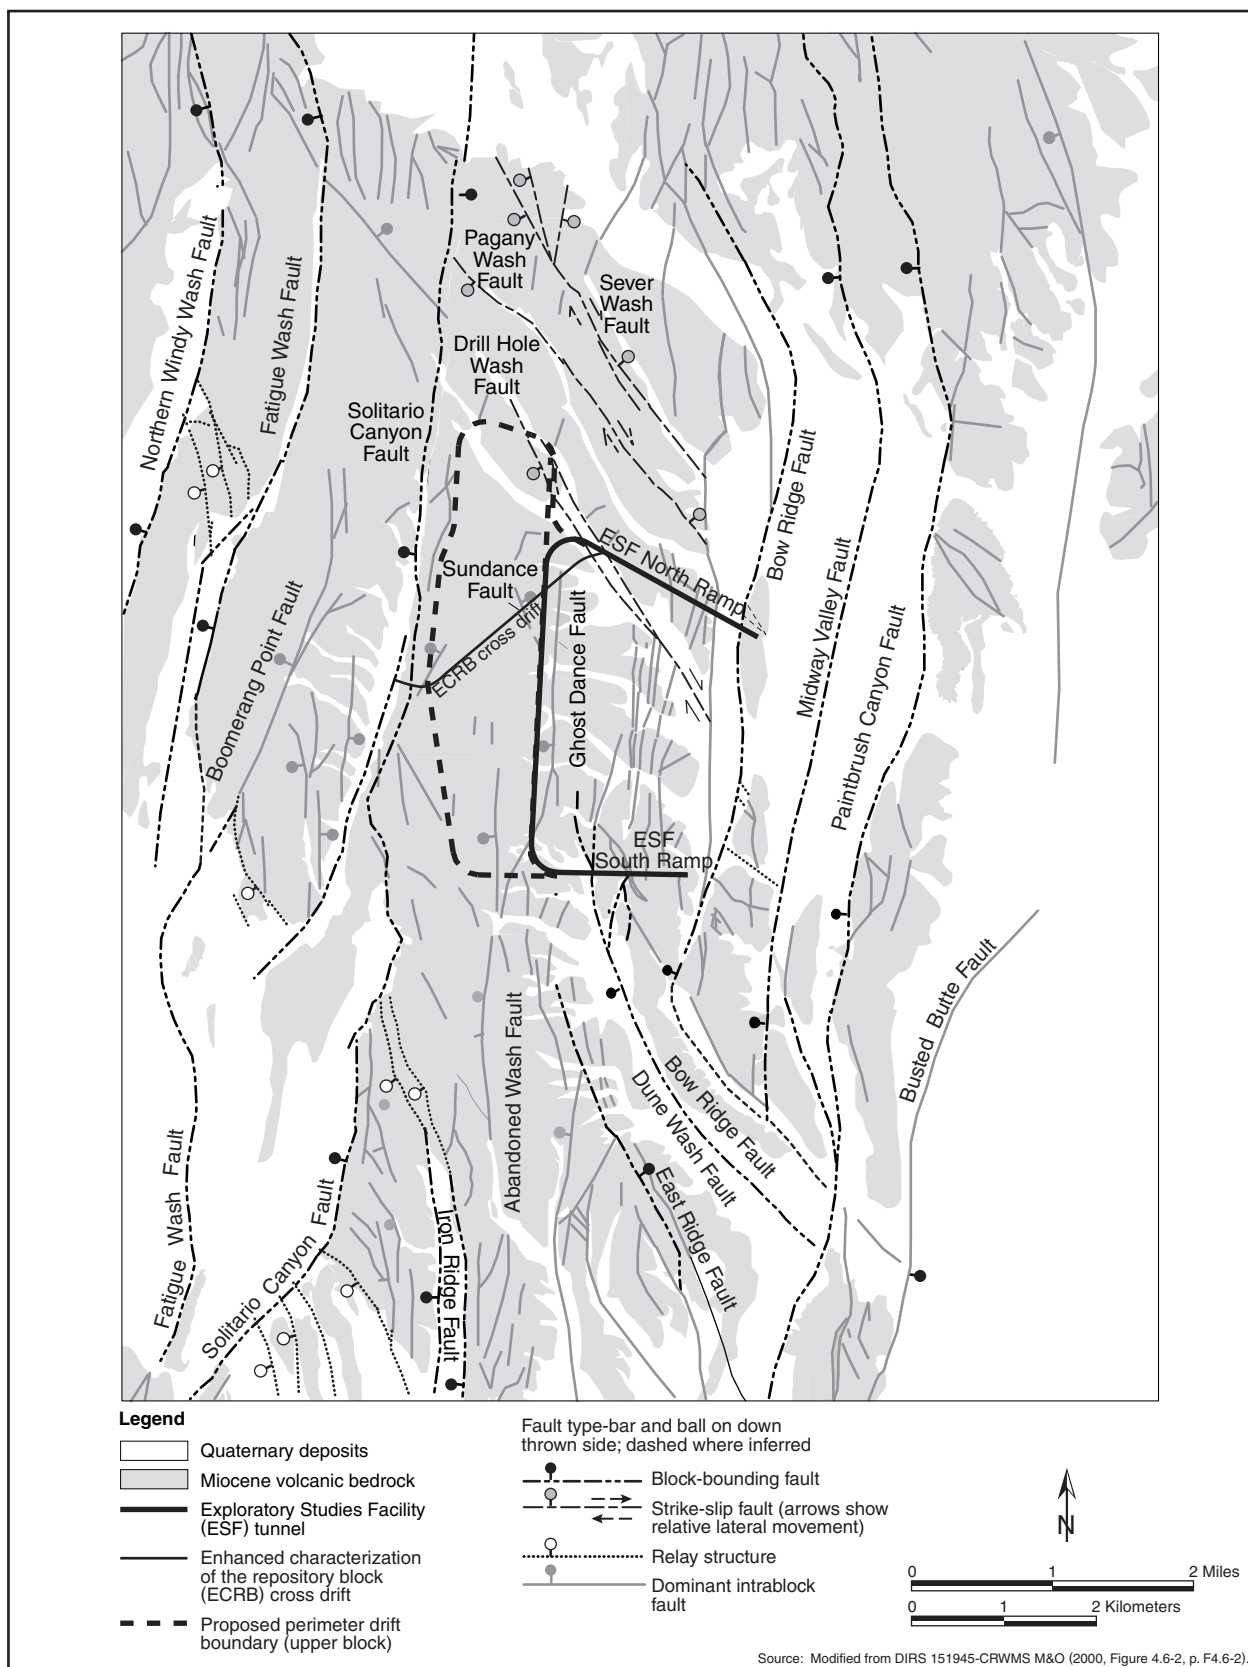 Pagany
Wash
Fault
Sever
Wash
Fault
Northern Windy Wash Fault
Fatigue Wash Fault
Drill Hole
Wash
Fault
Solitario
Canyon
Fault
Bow Ridge Fault
ESF North Ramp
Sundance
Fault
ECRB cross drift
Ghost Dance Fault
Midway Valley Fault
Boomerang Point Fault
Paintbrush Canyon Fault
ESF
South Ramp
Abandoned Wash Fault
Busted Butte Fault
Bow Ridge Fault
Dune Wash Fault
East Ridge Fault
Fatigue Wash Fault
Solitario Canyon Fault
Iron Ridge Fault
Legend
Quaternary deposits
Miocene volcanic bedrock
Exploratory Studies Facility
(ESF) tunnel
Enhanced characterization
of the repository block
(ECRB) cross drift
Proposed perimeter drift
boundary (upper block)
Fault type-bar and ball on down
thrown side; dashed where inferred
Block-bounding fault
Strike-slip fault (arrows show
relative lateral movement)
Relay structure
Dominant intrablock
fault
N
0 1 2 Miles
0 1 2 Kilometers
Source: Modified from DIRS 151945-CRWMS M&O (2000, Figure 4.6-2, p. F4.6-2).